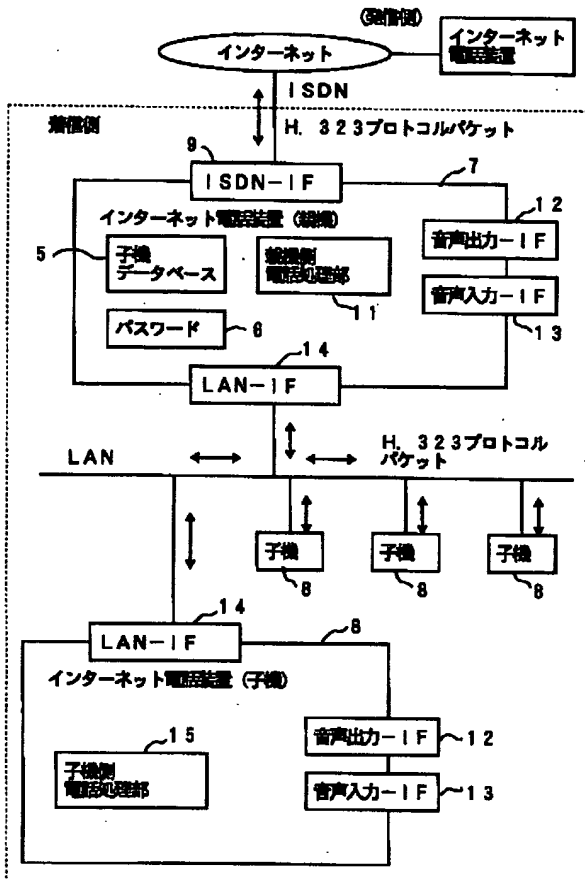 (発信側)
インターネット
インターネット
電話装置
ISDN
着信側
H. 323プロトコルパケット
9
ISDN-IF
7
インターネット電話装置(親機)
12
音声出力-IF
5
子機
データベース
親機側
電話処理部
11
音声入力-IF
13
パスワード
6
14
LAN-IF
LAN
H. 323プロトコル
パケット
子機
8
子機
8
子機
8
14
LAN-IF
8
インターネット電話装置(子機)
15
子機側
電話処理部
音声出力-IF
12
音声入力-IF
13